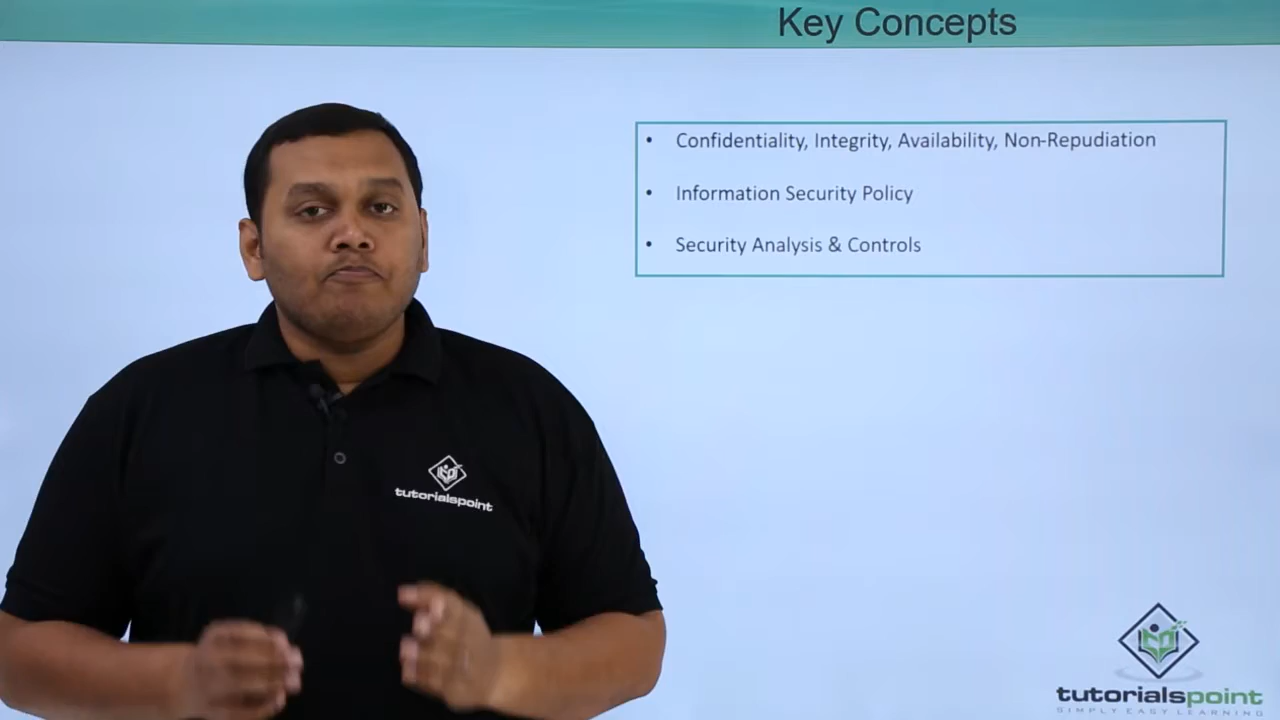 Key Concepts
• Confidentiality, Integrity, Availability, Non-Repudiation
• Information Security Policy
• Security Analysis & Controls
tutorialspoint
tutorialspoint
SIMPLY EASY LEARNING